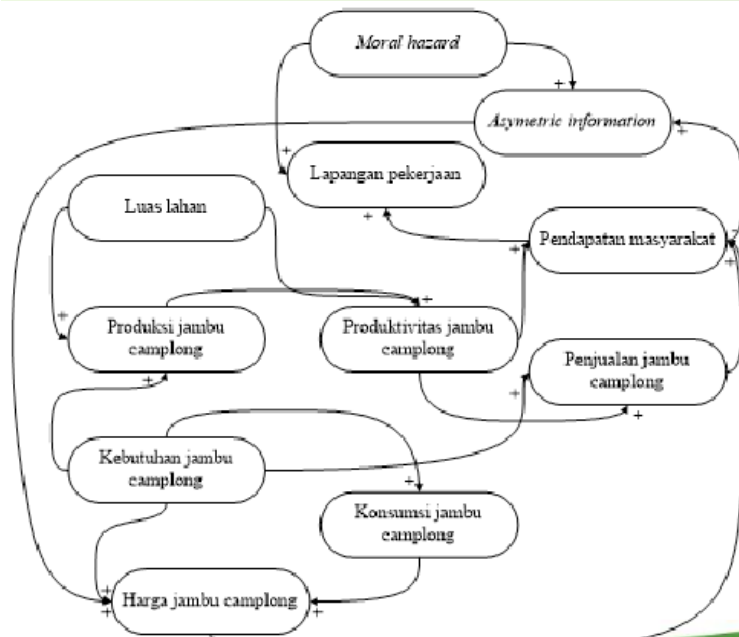 Moral hazard
+
Asymetric information
+
+
Lapangan pekerjaan
+
Luas lahan
+
Pendapatan masyarakat
+
+
+
Produksi jambu
camplong
+
Produktivitas jambu
camplong
Penjualan jambu
camplong
+
+
+
Kebutuhan jambu
camplong
+
Konsumsi jambu
camplong
+
+
Harga jambu camplong
+